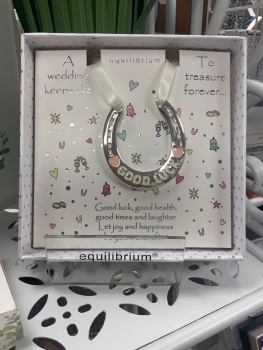 A
wedding
keepsake
equilibrium®
To
treasure
forever...
GOOD LUCK
Good luck, good health,
good times and laughter
Let joy and happiness
equilibrium®